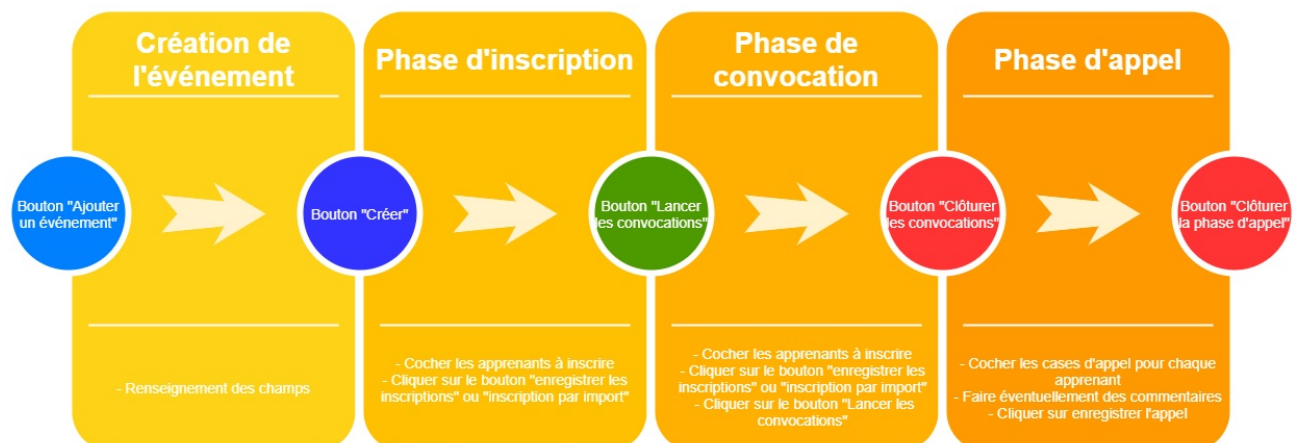 Création de
l'événement
Phase d'inscription
Phase de
convocation
Phase d'appel
Bouton "Ajouter
un événement"
Bouton "Créer"
Bouton "Lancer
les convocations"
Bouton "Clôturer
les convocations"
Bouton "Clôturer
la phase d'appel"
- Renseignement des champs
- Cocher les apprenants à inscrire
- Cliquer sur le bouton "enregistrer les
inscriptions" ou "inscription par import"
- Cocher les apprenants à inscrire
- Cliquer sur le bouton "enregistrer les
inscriptions" ou "inscription par import"
- Cliquer sur le bouton "Lancer les
convocations"
- Cocher les cases d'appel pour chaque
apprenant
- Faire éventuellement des commentaires
- Cliquer sur enregistrer l'appel